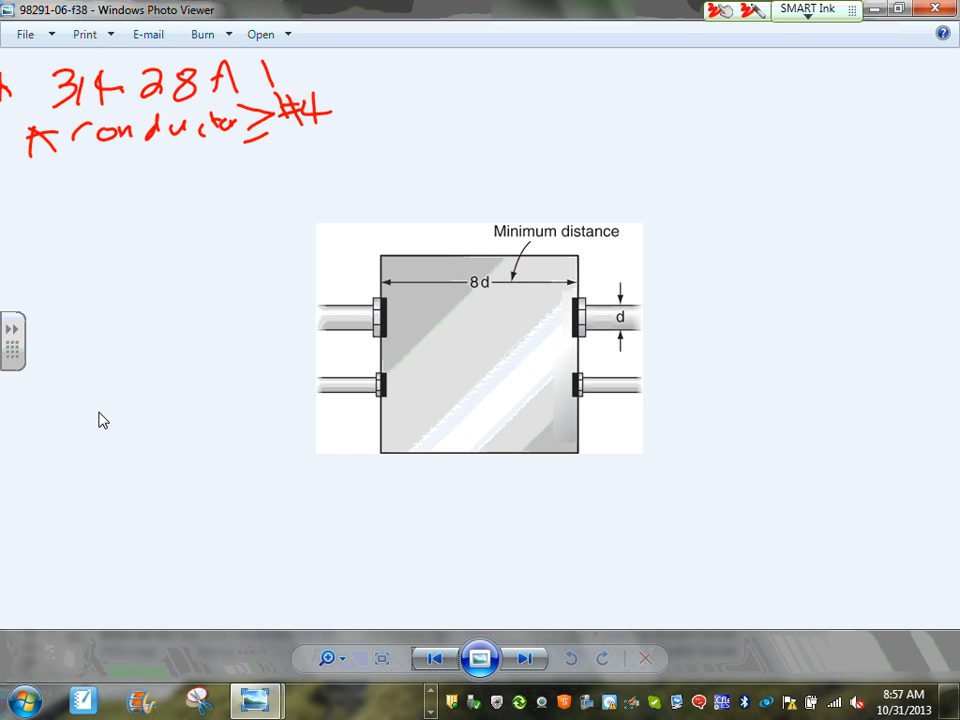 98291-06-f38 - Windows Photo Viewer
SMART Ink
File Print E-mail Burn Open
314 28 A
conductor ≥ #4
Minimum distance
8d
d
8:57 AM
10/31/2013